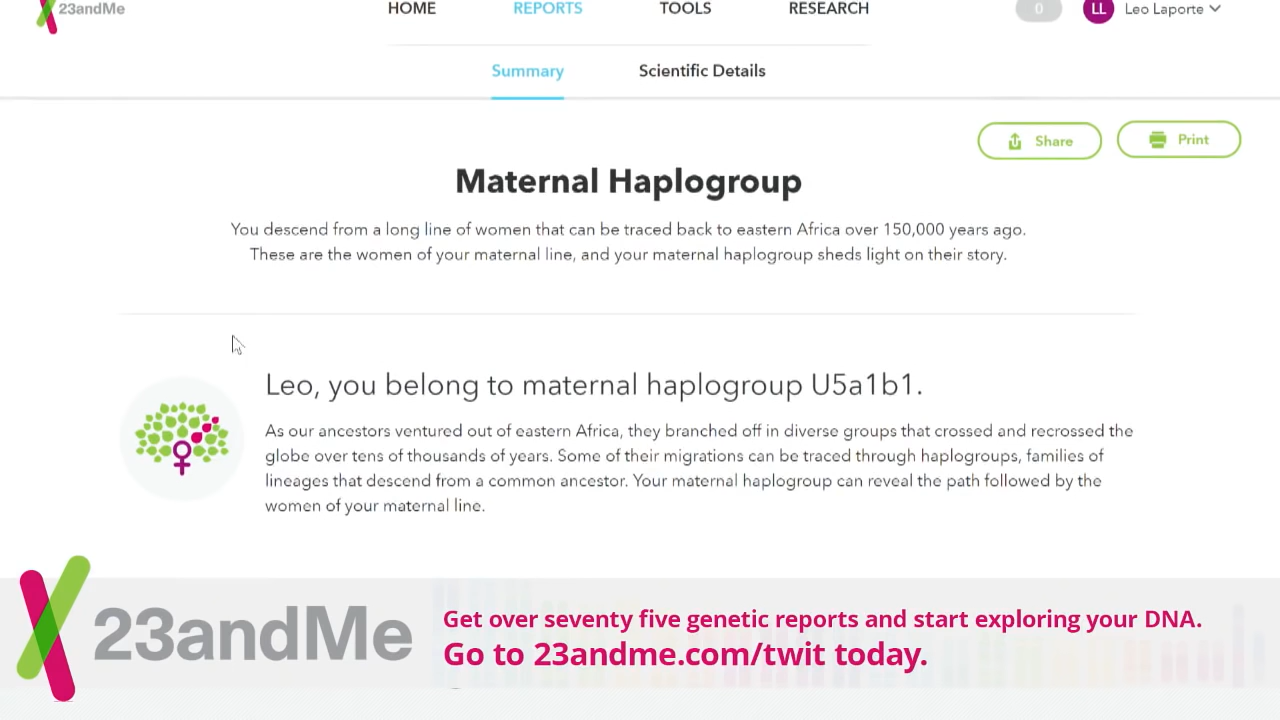 23andMe
HOME REPORTS TOOLS RESEARCH 0 LL Leo Laporte
Summary Scientific Details
Share Print
Maternal Haplogroup
You descend from a long line of women that can be traced back to eastern Africa over 150,000 years ago.
These are the women of your maternal line, and your maternal haplogroup sheds light on their story.
Leo, you belong to maternal haplogroup U5a1b1.
As our ancestors ventured out of eastern Africa, they branched off in diverse groups that crossed and recrossed the
globe over tens of thousands of years. Some of their migrations can be traced through haplogroups, families of
lineages that descend from a common ancestor. Your maternal haplogroup can reveal the path followed by the
women of your maternal line.
23andMe
Get over seventy five genetic reports and start exploring your DNA.
Go to 23andme.com/twit today.